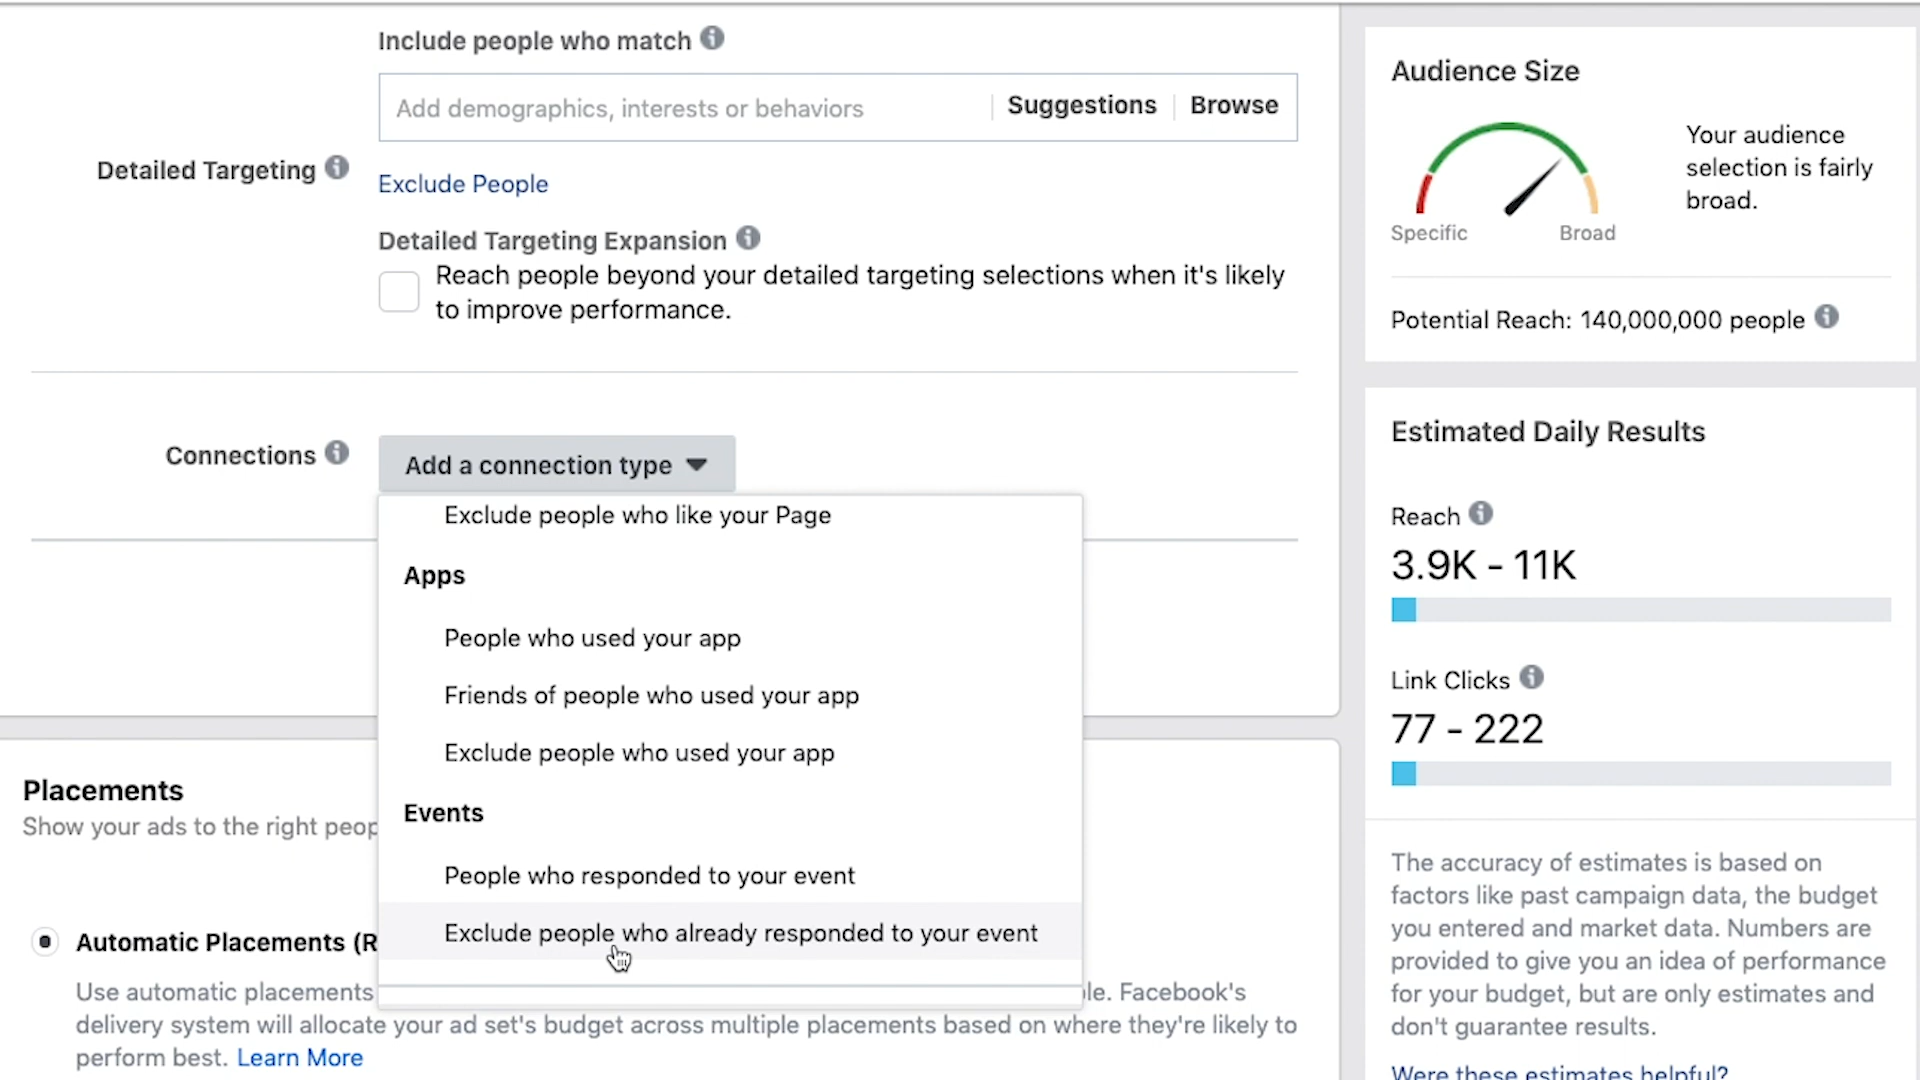 Include people who match
Add demographics, interests or behaviors
Suggestions
Browse
Detailed Targeting
Exclude People
Detailed Targeting Expansion
Reach people beyond your detailed targeting selections when it's likely
to improve performance.
Connections
Add a connection type
Exclude people who like your Page
Apps
People who used your app
Friends of people who used your app
Exclude people who used your app
Events
People who responded to your event
Exclude people who already responded to your event
Placements
Show your ads to the right peop
Automatic Placements (R
Use automatic placements le. Facebook's
delivery system will allocate your ad set's budget across multiple placements based on where they're likely to
perform best. Learn More
Audience Size
Your audience
selection is fairly
broad.
Specific
Broad
Potential Reach: 140,000,000 people
Estimated Daily Results
Reach
3.9K - 11K
Link Clicks
77 - 222
The accuracy of estimates is based on
factors like past campaign data, the budget
you entered and market data. Numbers are
provided to give you an idea of performance
for your budget, but are only estimates and
don't guarantee results.
Were these estimates helpful?